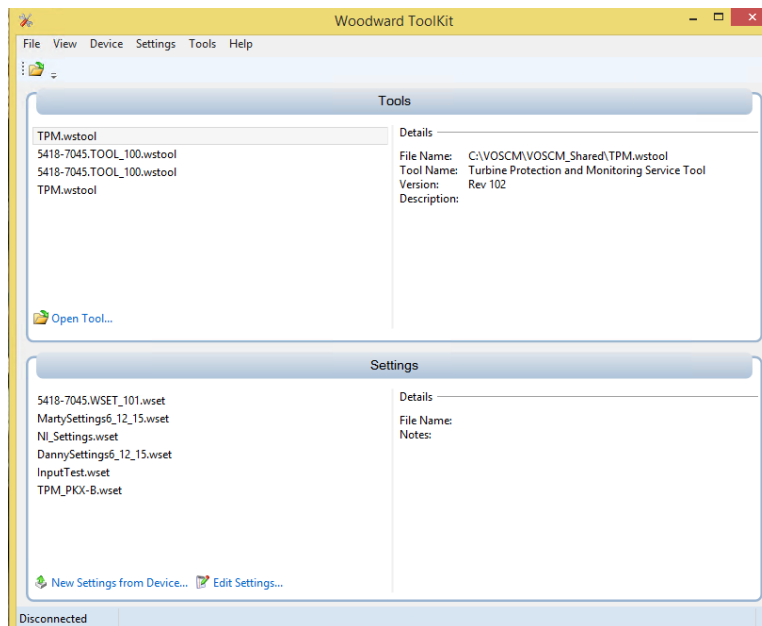 Woodward ToolKit
File View Device Settings Tools Help
Tools
TPM.wstool
5418-7045.TOOL_100.wstool
5418-7045.TOOL_100.wstool
TPM.wstool
Open Tool...
Details
File Name: C:\VOSCM\VOSCM_Shared\TPM.wstool
Tool Name: Turbine Protection and Monitoring Service Tool
Version: Rev 102
Description:
Settings
5418-7045.WSET_101.wset
MartySettings6_12_15.wset
NI_Settings.wset
DannySettings6_12_15.wset
InputTest.wset
TPM_PKX-B.wset
New Settings from Device... Edit Settings...
Details
File Name:
Notes:
Disconnected